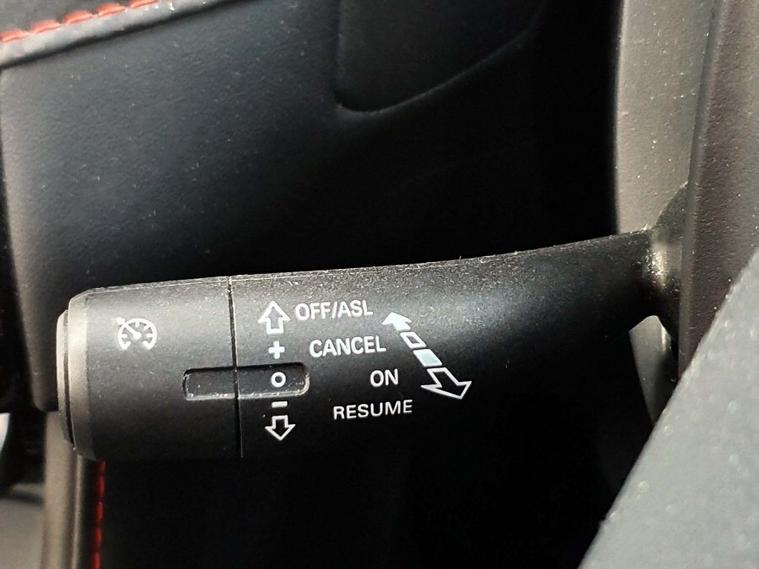 OFF/ASL
+ CANCEL
O ON
- RESUME